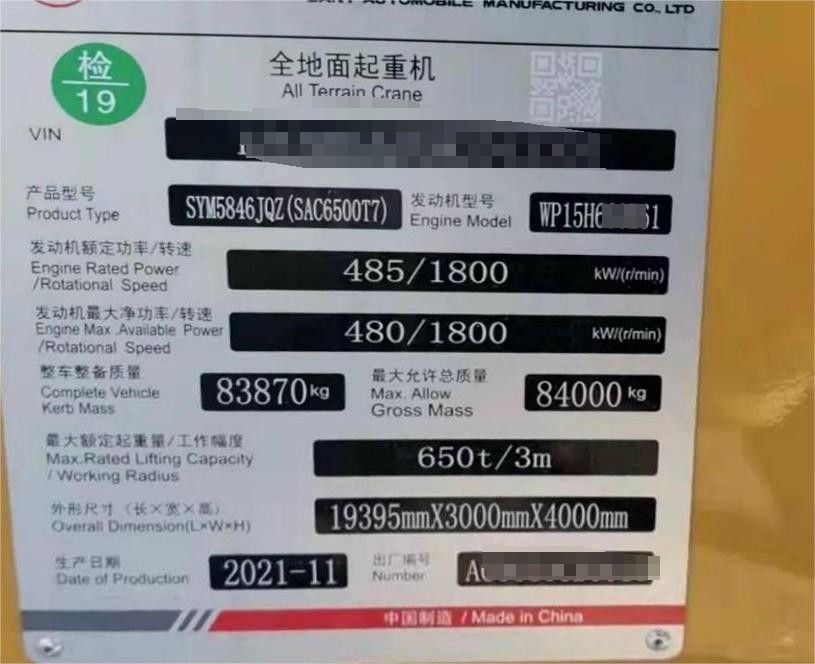 SANY AUTOMOBILE MANUFACTURING CO., LTD
检
19
全地面起重机
All Terrain Crane
VIN
产品型号
Product Type
SYM5846JQZ(SAC6500T7)
发动机型号
Engine Model
WP15H6 61
发动机额定功率/转速
Engine Rated Power
/Rotational Speed
485/1800 kW/(r/min)
发动机最大净功率/转速
Engine Max .Available Power
/Rotational Speed
480/1800 kW/(r/min)
整车整备质量
Complete Vehicle
Kerb Mass
83870kg
最大允许总质量
Max. Allow
Gross Mass
84000 kg
最大额定起重量/工作幅度
Max.Rated Lifting Capacity
/ Working Radius
650t/3m
外形尺寸(长×宽×高)
Overall Dimension(L×W×H)
19395mmX3000mmX4000mm
生产日期
Date of Production
2021-11
出厂编号
Number
中国制造 / Made in China